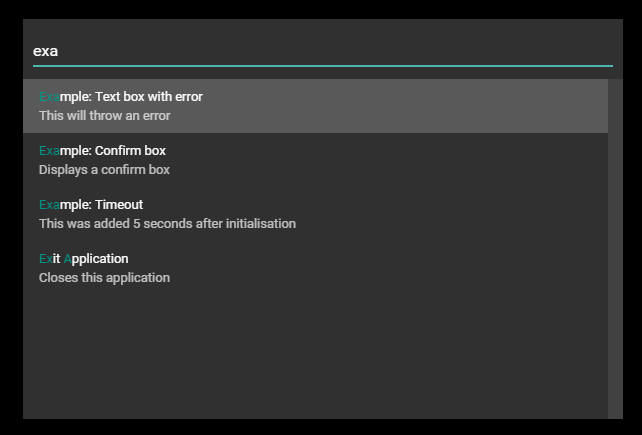 exa
Example: Text box with error
This will throw an error
Example: Confirm box
Displays a confirm box
Example: Timeout
This was added 5 seconds after initialisation
Exit Application
Closes this application